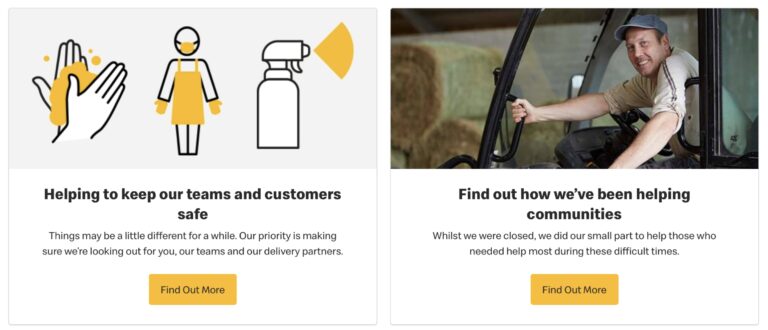 Helping to keep our teams and customers
safe
Things may be a little different for a while. Our priority is making
sure we're looking out for you, our teams and our delivery partners.
Find Out More
Find out how we've been helping
communities
Whilst we were closed, we did our small part to help those who
needed help most during these difficult times.
Find Out More